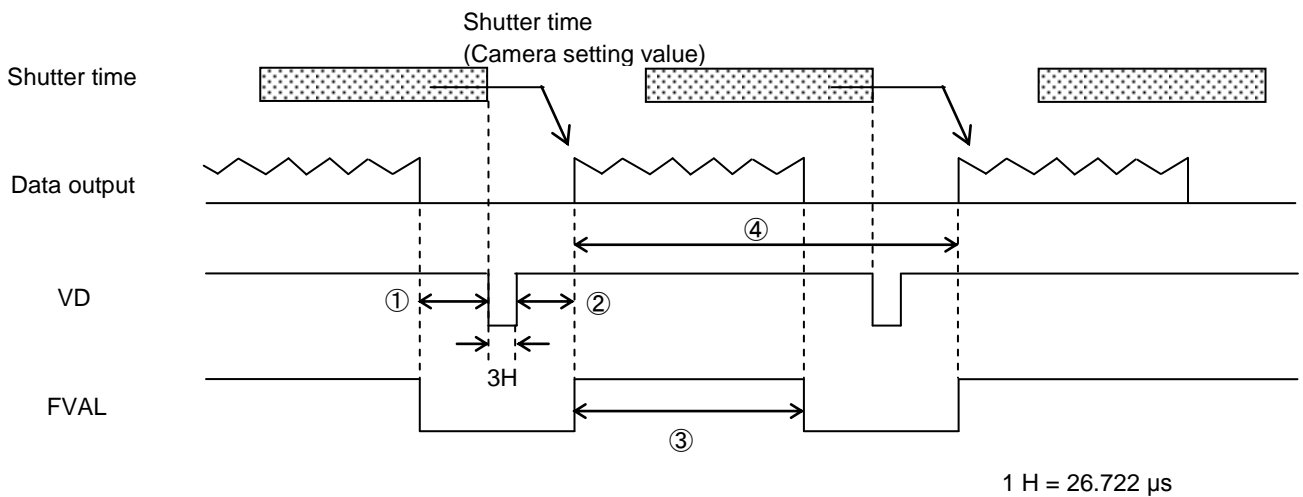 Shutter time
(Camera setting value)
Shutter time
Data output
④
VD
①
②
3H
FVAL
③
1 H = 26.722 µs